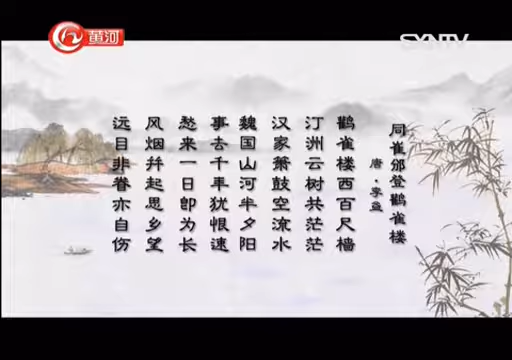 黄河
SXRTV
同崔邠登鹳雀楼
唐·李益
鹳雀楼西百尺樯
汀洲云树共茫茫
汉家箫鼓空流水
魏国山河半夕阳
事去千年犹恨速
愁来一日即为长
风烟并起思乡望
远目非春亦自伤